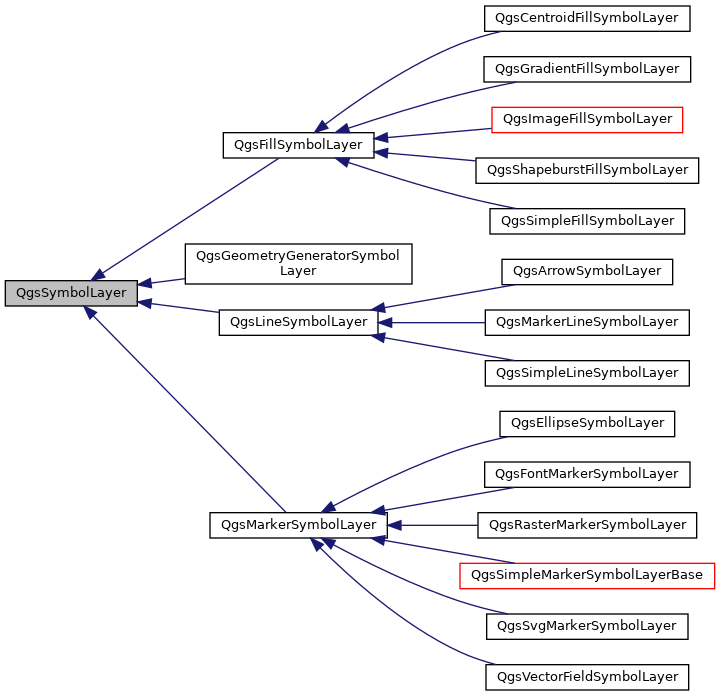 QgsCentroidFillSymbolLayer
QgsGradientFillSymbolLayer
QgsImageFillSymbolLayer
QgsFillSymbolLayer
QgsShapeburstFillSymbolLayer
QgsSimpleFillSymbolLayer
QgsGeometryGeneratorSymbol
Layer
QgsArrowSymbolLayer
QgsSymbolLayer
QgsLineSymbolLayer
QgsMarkerLineSymbolLayer
QgsSimpleLineSymbolLayer
QgsEllipseSymbolLayer
QgsFontMarkerSymbolLayer
QgsMarkerSymbolLayer
QgsRasterMarkerSymbolLayer
QgsSimpleMarkerSymbolLayerBase
QgsSvgMarkerSymbolLayer
QgsVectorFieldSymbolLayer